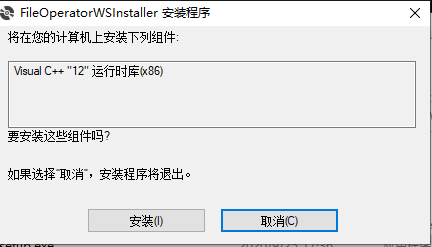 FileOperatorWSInstaller 安装程序
将在您的计算机上安装下列组件:
Visual C++ "12" 运行时库(x86)
要安装这些组件吗?
如果选择"取消"，安装程序将退出。
安装(I)
取消(C)